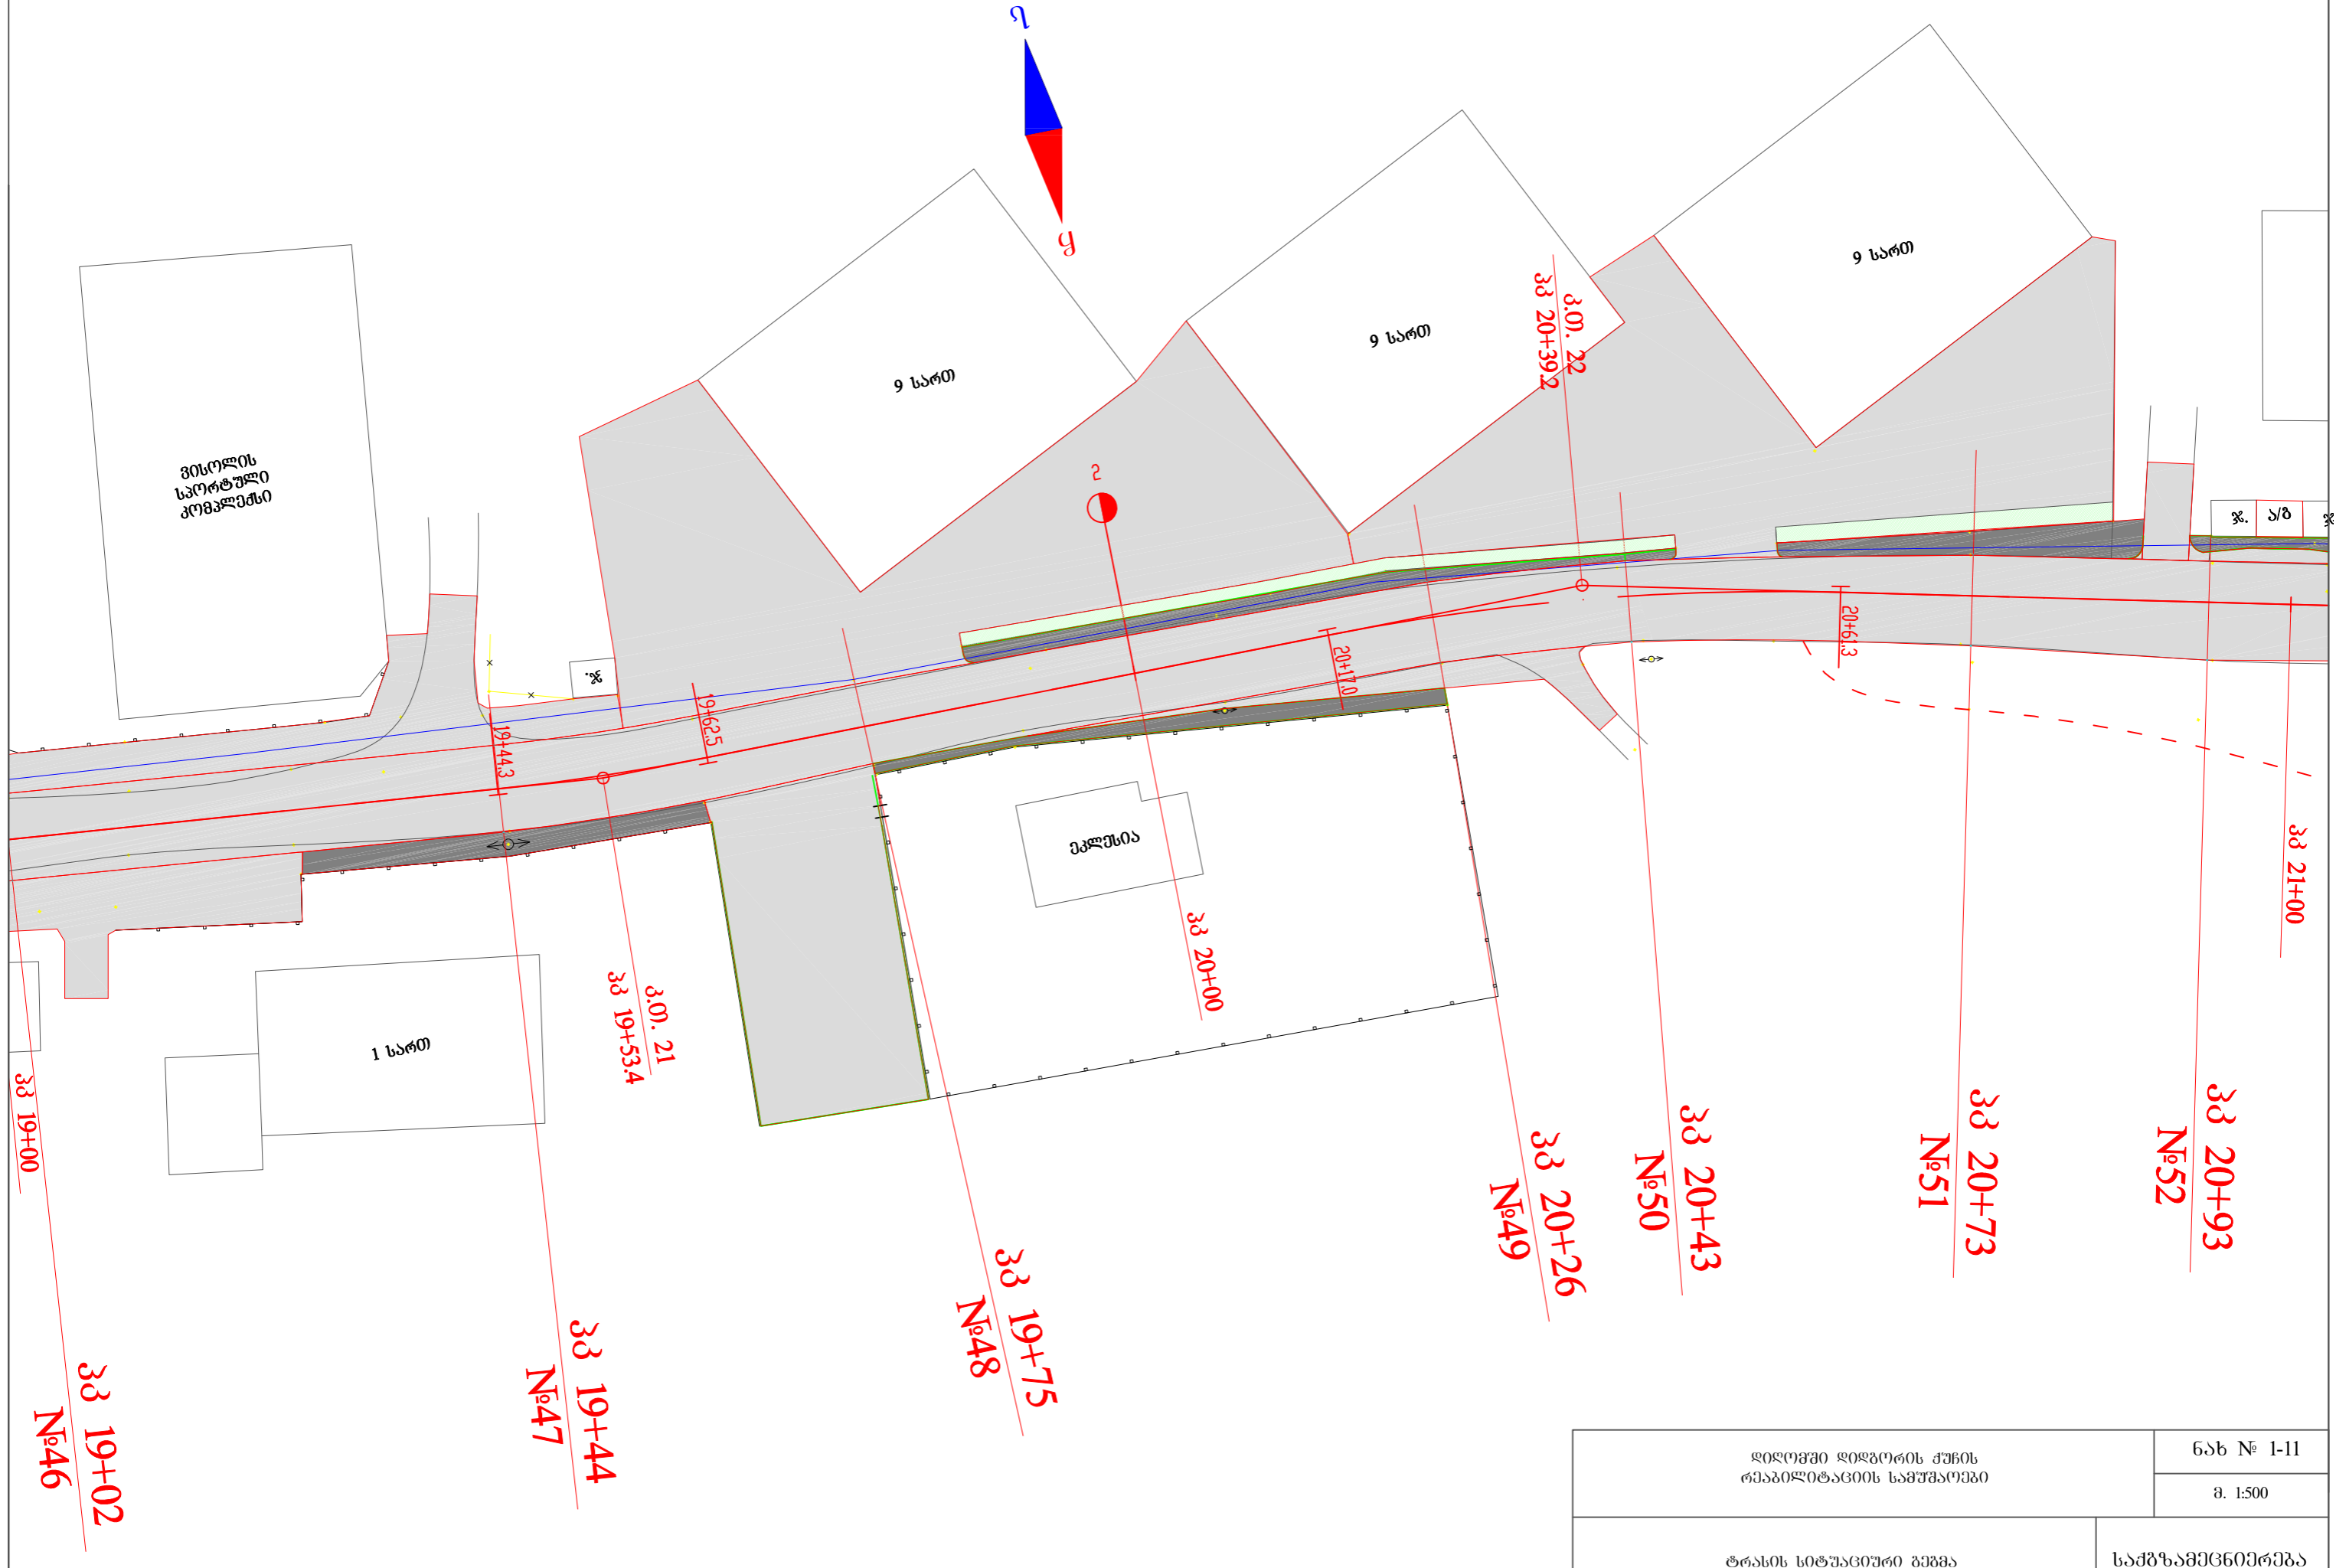 ს
ჩ
9 სართ
9 სართ
9 სართ
ვისოლის
სპორტული
კომპლექსი
კ.თ. 22
პკ 20+39.2
2
ჯ.
ა/გ
ჯ.
19+44.3
19+62.5
20+17.0
20+61.3
ეკლესია
1 სართ
კ.თ. 21
პკ 19+53.4
პკ 19+00
პკ 20+00
პკ 21+00
პკ 19+02
№46
პკ 19+44
№47
პკ 19+75
№48
პკ 20+26
№49
პკ 20+43
№50
პკ 20+73
№51
პკ 20+93
№52
დიღომში დიდგორის ქუჩის
რეაბილიტაციის სამუშაოები
ნახ № 1-11
მ. 1:500
ტრასის სიტუაციური გეგმა
საქგზამეცნიერება